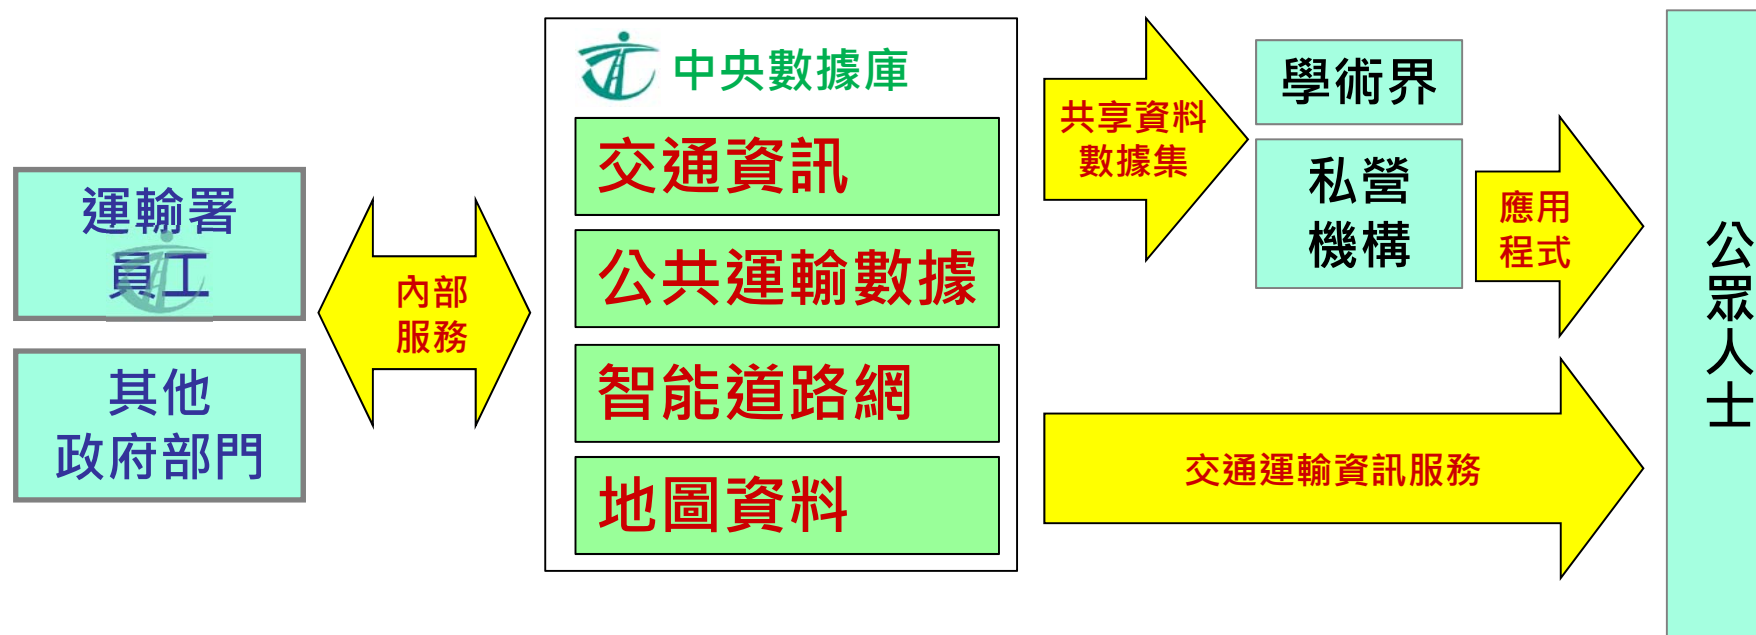 運輸署
員工
其他
政府部門
內部
服務
中央數據庫
交通資訊
公共運輸數據
智能道路網
地圖資料
共享資料
數據集
學術界
私營
機構
應用
程式
交通運輸資訊服務
公眾人士